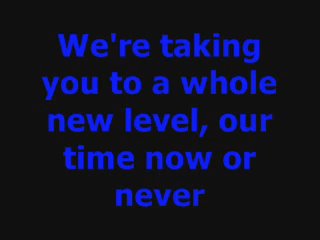 We're taking
you to a whole
new level, our
time now or
never